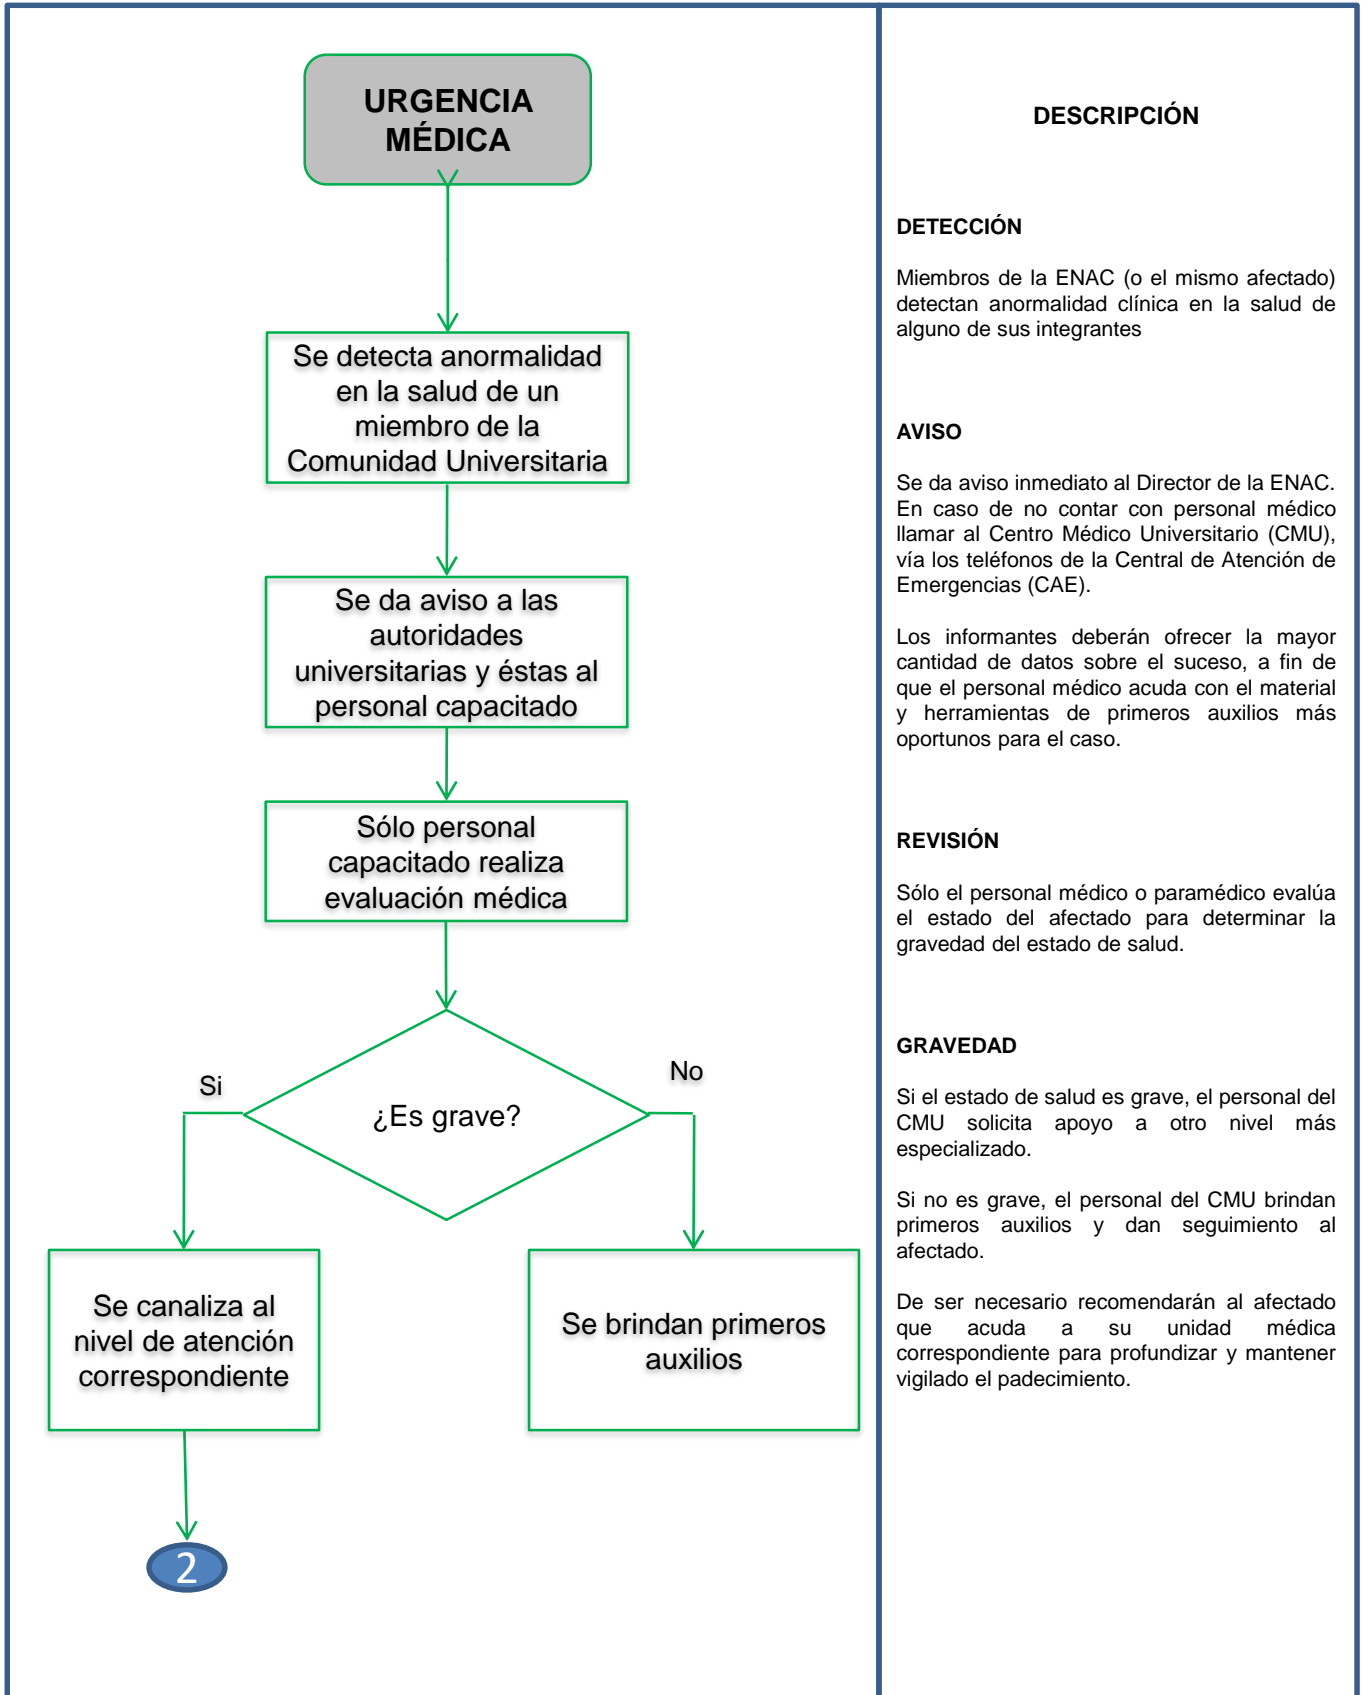 URGENCIA
MÉDICA
Se detecta anormalidad
en la salud de un
miembro de la
Comunidad Universitaria
Se da aviso a las
autoridades
universitarias y éstas al
personal capacitado
Sólo personal
capacitado realiza
evaluación médica
¿Es grave?
Si
No
Se canaliza al
nivel de atención
correspondiente
Se brindan primeros
auxilios
2
DESCRIPCIÓN
DETECCIÓN
Miembros de la ENAC (o el mismo afectado)
detectan anormalidad clínica en la salud de
alguno de sus integrantes
AVISO
Se da aviso inmediato al Director de la ENAC.
En caso de no contar con personal médico
llamar al Centro Médico Universitario (CMU),
vía los teléfonos de la Central de Atención de
Emergencias (CAE).
Los informantes deberán ofrecer la mayor
cantidad de datos sobre el suceso, a fin de
que el personal médico acuda con el material
y herramientas de primeros auxilios más
oportunos para el caso.
REVISIÓN
Sólo el personal médico o paramédico evalúa
el estado del afectado para determinar la
gravedad del estado de salud.
GRAVEDAD
Si el estado de salud es grave, el personal del
CMU solicita apoyo a otro nivel más
especializado.
Si no es grave, el personal del CMU brindan
primeros auxilios y dan seguimiento al
afectado.
De ser necesario recomendarán al afectado
que acuda a su unidad médica
correspondiente para profundizar y mantener
vigilado el padecimiento.